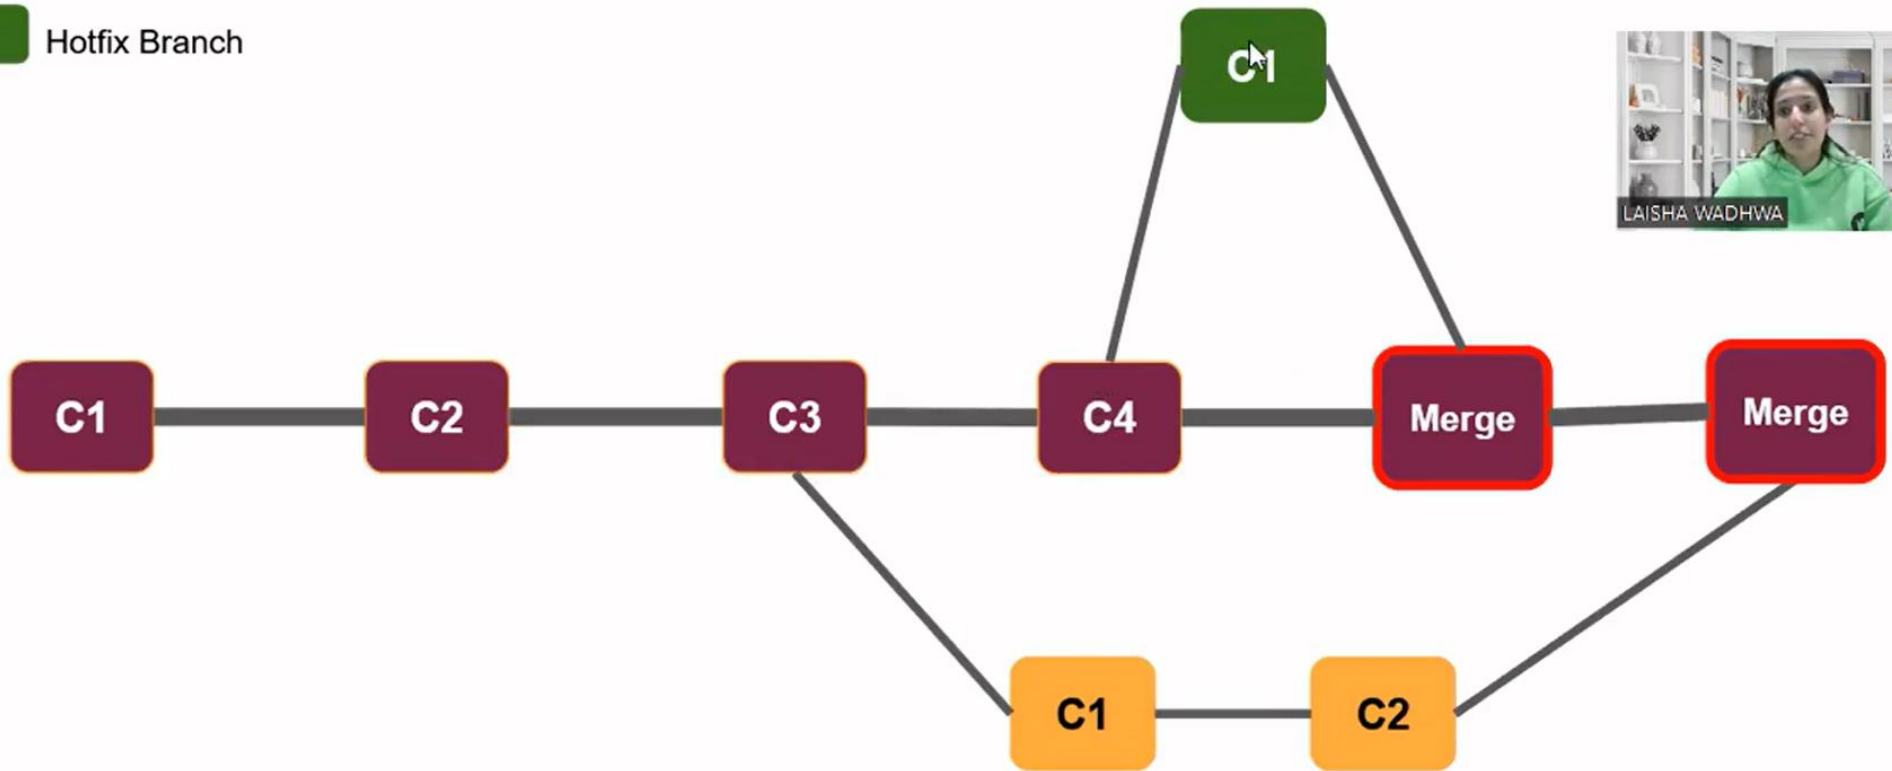 Hotfix Branch
C1
LAISHA WADHWA
C1
C2
C3
C4
Merge
Merge
C1
C2